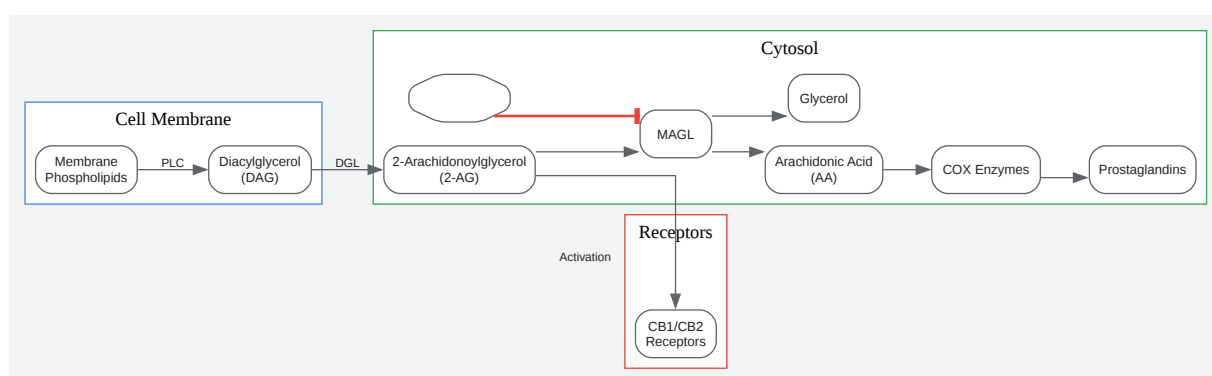 Cytosol
Cell Membrane
Glycerol
MAGL
Membrane
Phospholipids
PLC
Diacylglycerol
(DAG)
DGL
2-Arachidonoylglycerol
(2-AG)
Arachidonic Acid
(AA)
COX Enzymes
Prostaglandins
Receptors
Activation
CB1/CB2
Receptors